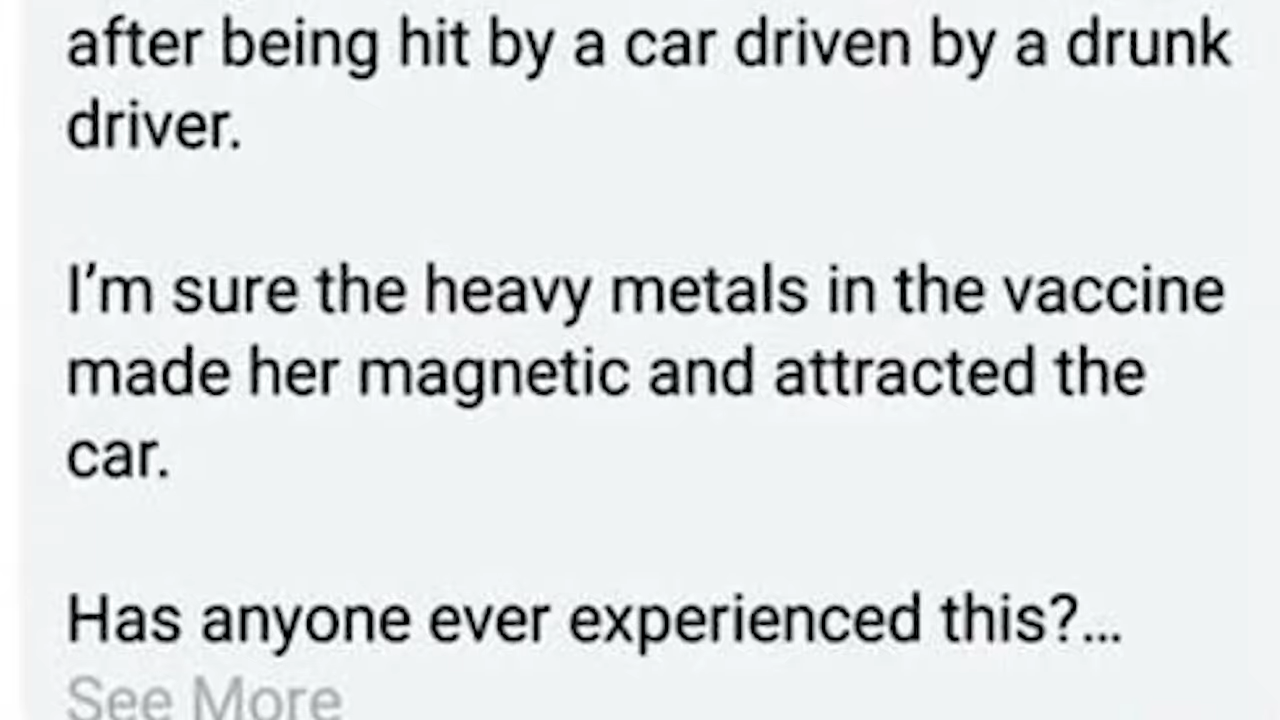 after being hit by a car driven by a drunk
driver.
I’m sure the heavy metals in the vaccine
made her magnetic and attracted the
car.
Has anyone ever experienced this?...
See More